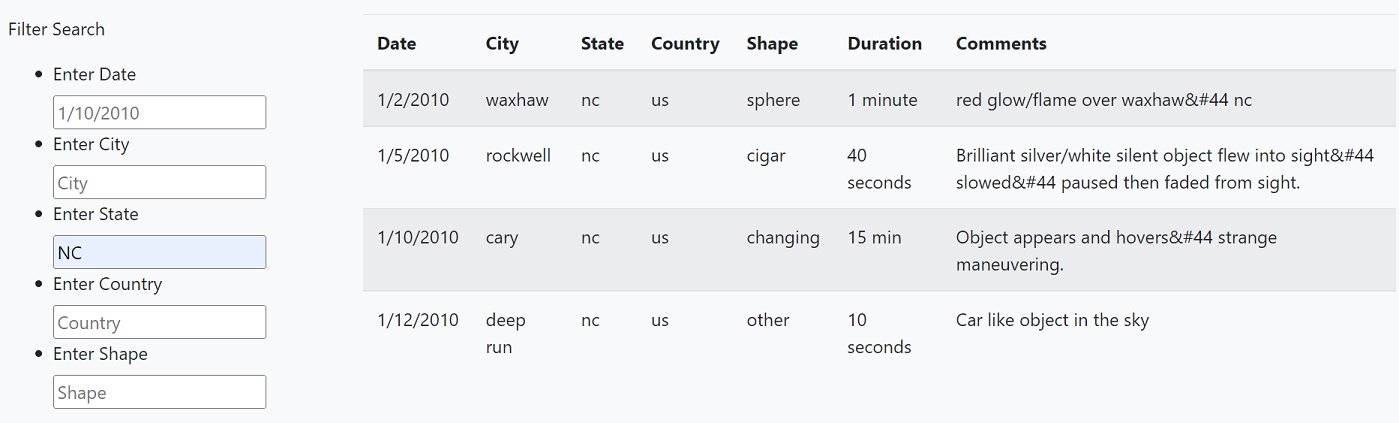 Filter Search
Enter Date
1/10/2010
Enter City
City
Enter State
NC
Enter Country
Country
Enter Shape
Shape
Date City State Country Shape Duration Comments
1/2/2010 waxhaw nc us sphere 1 minute red glow/flame over waxhaw&#44 nc
1/5/2010 rockwell nc us cigar 40 Brilliant silver/white silent object flew into sight&#44
seconds slowed&#44 paused then faded from sight.
1/10/2010 cary nc us changing 15 min Object appears and hovers&#44 strange
maneuvering.
1/12/2010 deep nc us other 10 Car like object in the sky
run seconds